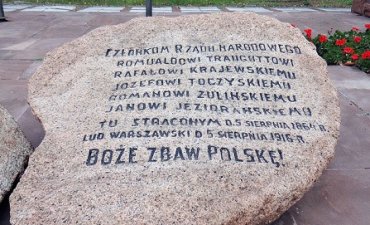 CZŁONKOM RZĄDU NARODOWEGO
ROMUALDOWI TRAUGUTTOWI
RAFAŁOWI KRAJEWSKIEMU
JÓZEFOWI TOCZYSKIEMU
ROMANOWI ŻULIŃSKIEMU
JANOWI JEZIORAŃSKIEMU
TU STRACONYM D.5 SIERPNIA 1864 R.
LUD WARSZAWSKI D.5 SIERPNIA 1916 R.
BOŻE ZBAW POLSKĘ!